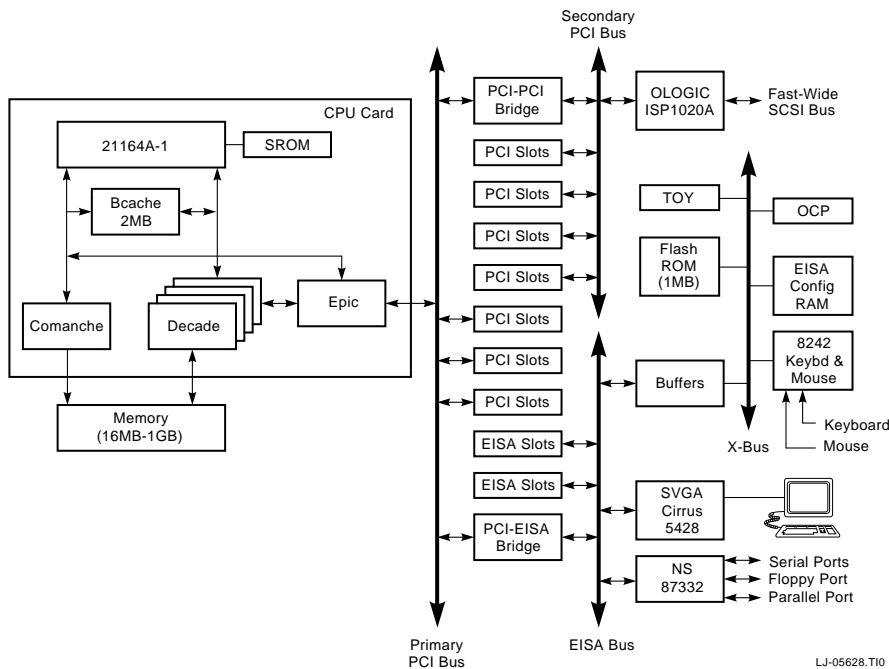 Secondary
PCI Bus
CPU Card
21164A-1
SROM
Bcache
2MB
Comanche
Decade
Epic
Memory
(16MB-1GB)
PCI-PCI
Bridge
PCI Slots
PCI Slots
PCI Slots
PCI Slots
PCI Slots
PCI Slots
PCI Slots
EISA Slots
EISA Slots
PCI-EISA
Bridge
Primary
PCI Bus
OLOGIC
ISP1020A
Fast-Wide
SCSI Bus
TOY
OCP
Flash
ROM
(1MB)
EISA
Config
RAM
8242
Keybd &
Mouse
Buffers
X-Bus
Keyboard
Mouse
SVGA
Cirrus
5428
NS
87332
Serial Ports
Floppy Port
Parallel Port
EISA Bus
LJ-05628.TI0